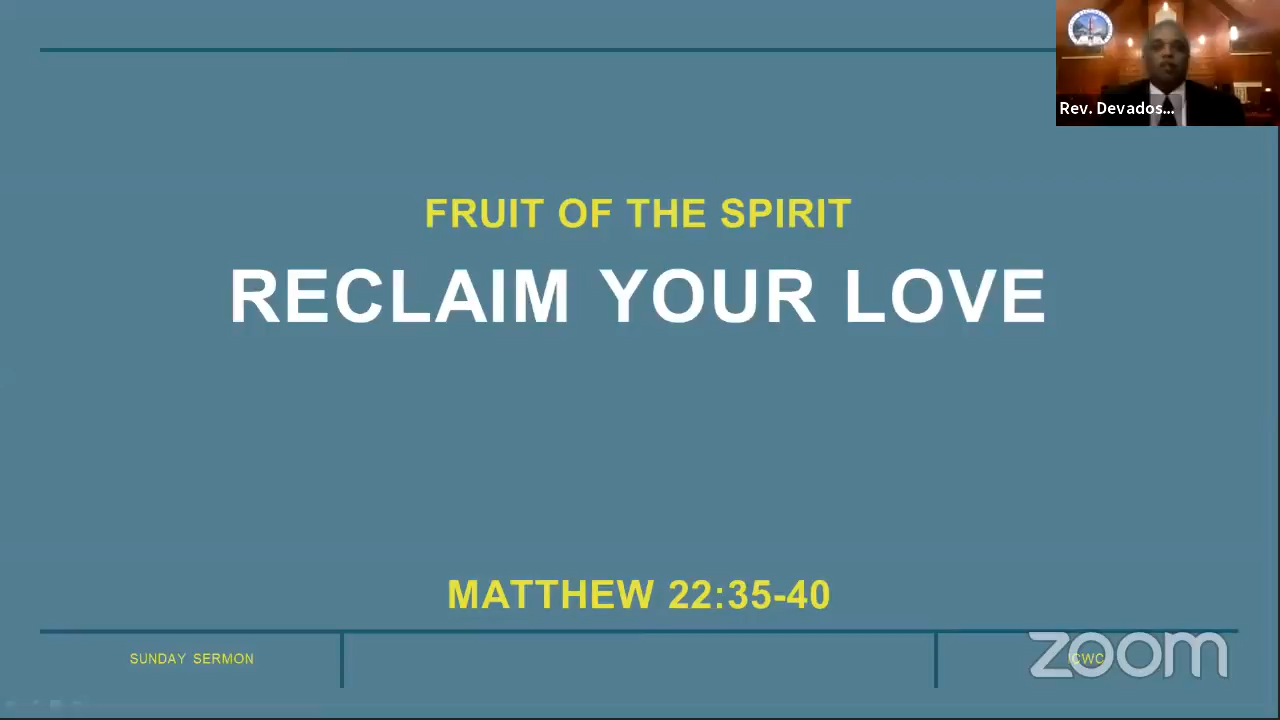 Rev. Devados...
FRUIT OF THE SPIRIT
RECLAIM YOUR LOVE
MATTHEW 22:35-40
SUNDAY SERMON
zoom